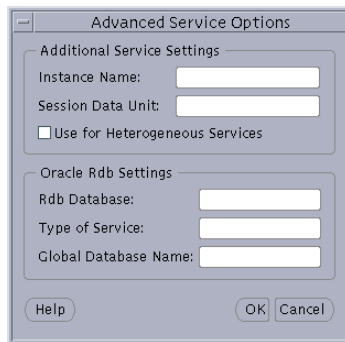 Advanced Service Options
Additional Service Settings
Instance Name:
Session Data Unit:
Use for Heterogeneous Services
Oracle Rdb Settings
Rdb Database:
Type of Service:
Global Database Name:
Help OK Cancel